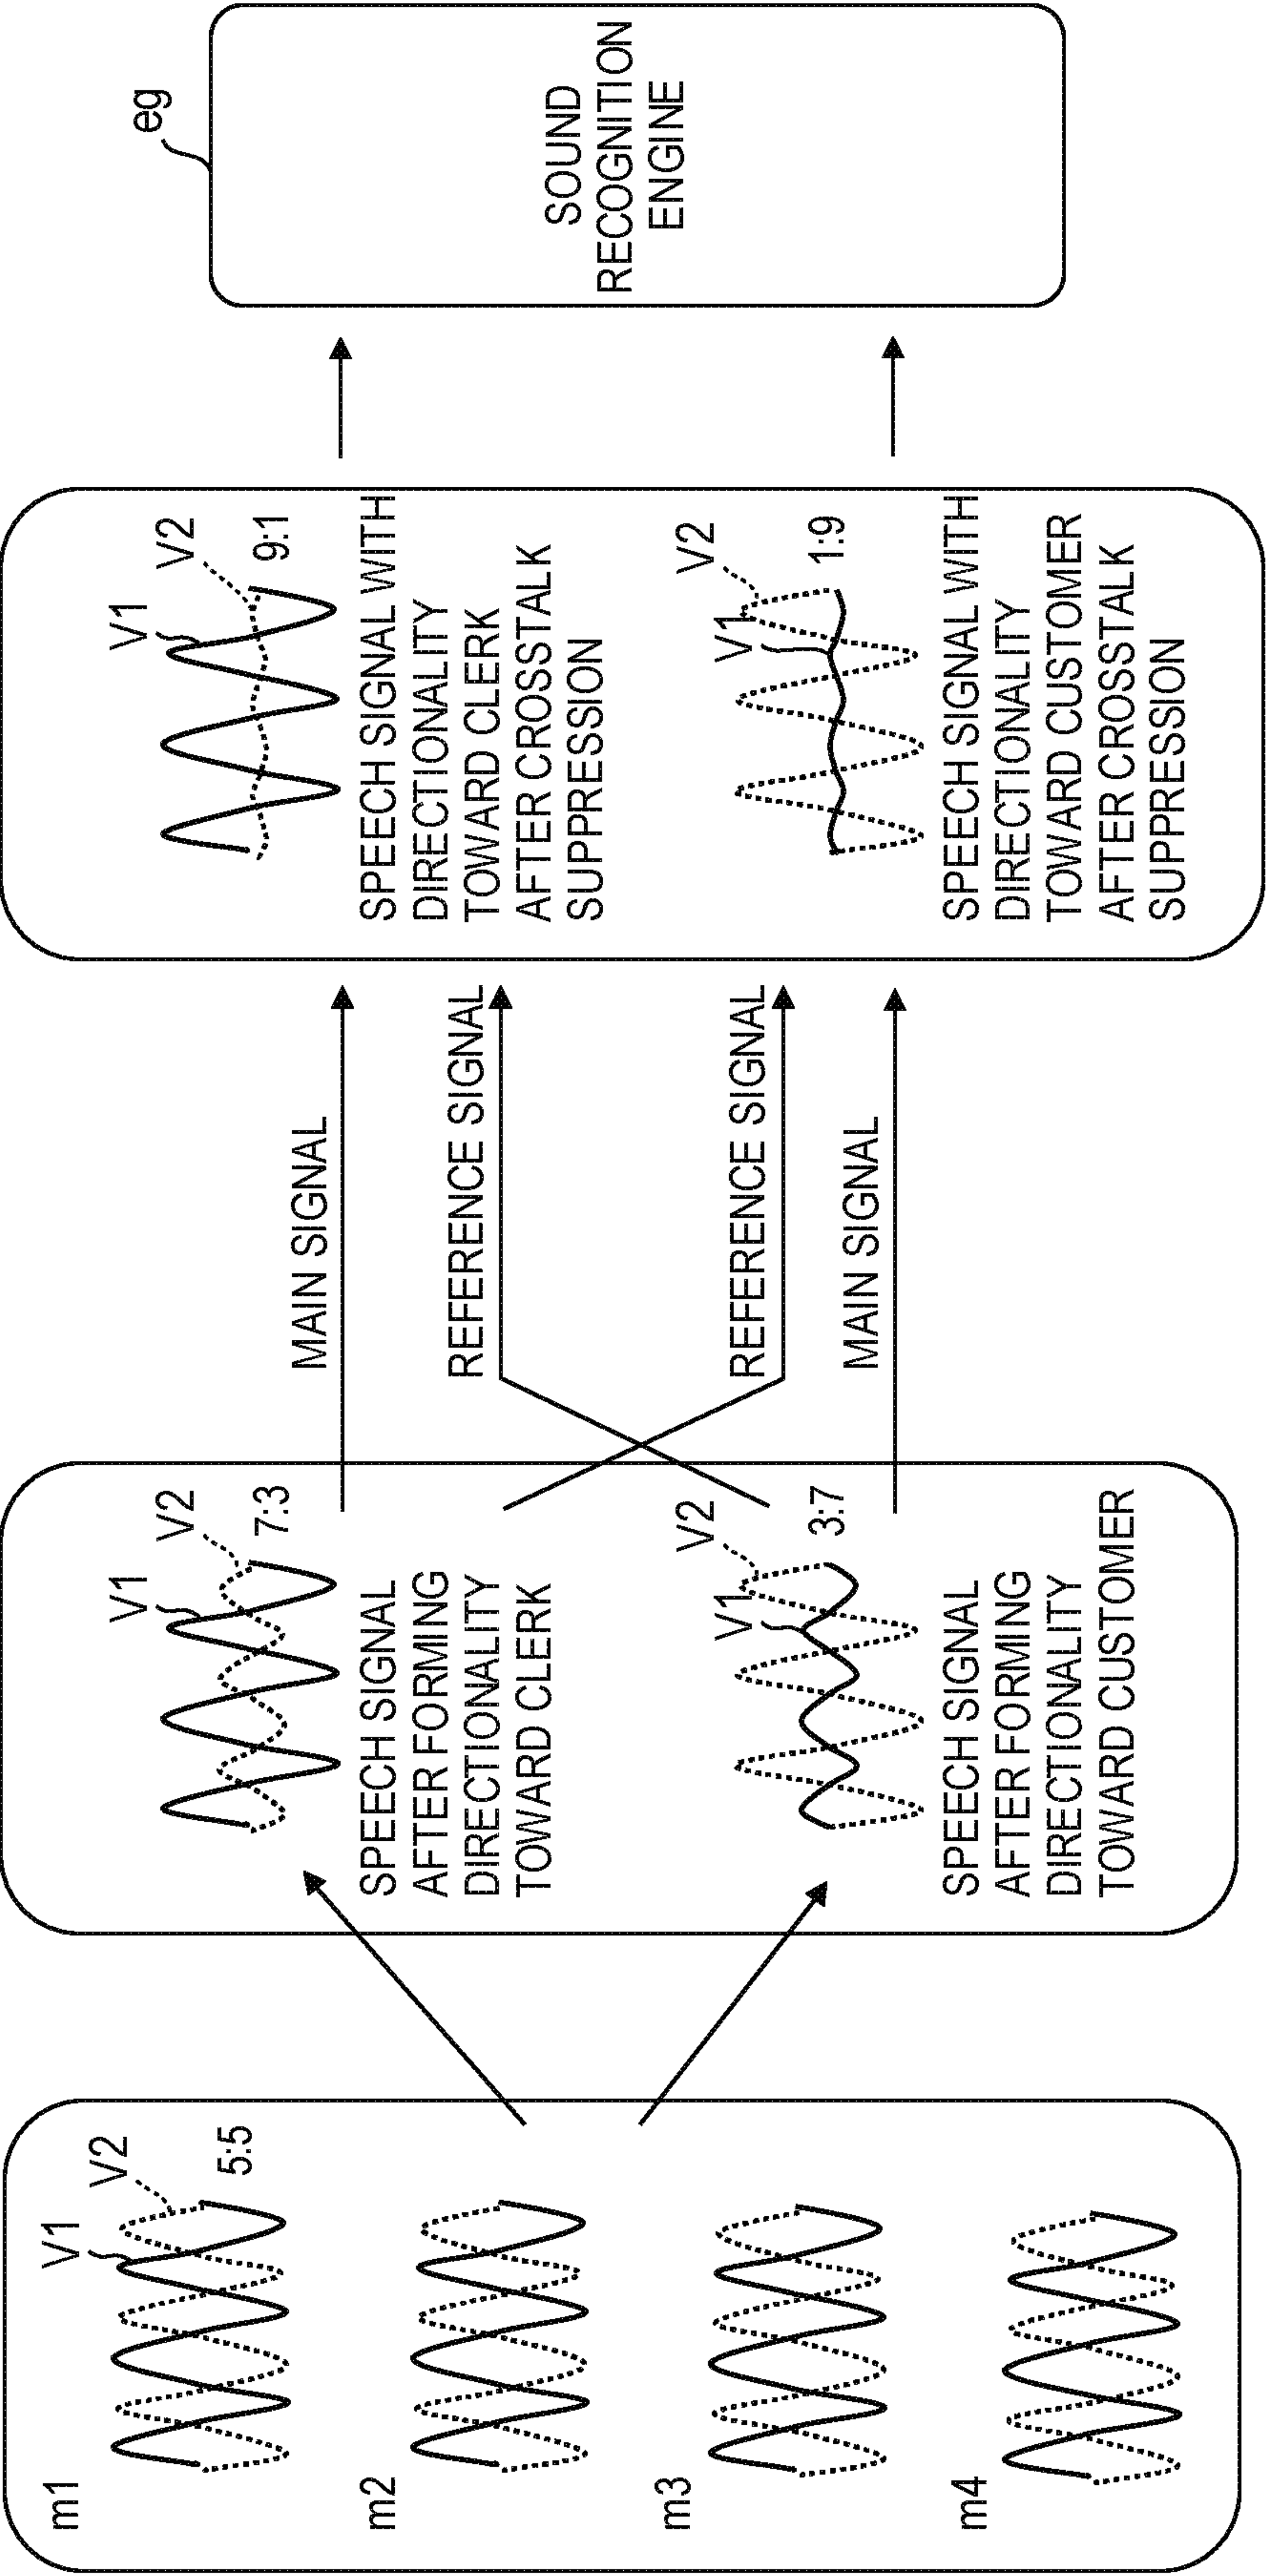 m1
V1
V2
5:5
m2
m3
m4
V1
V2
7:3
SPEECH SIGNAL
AFTER FORMING
DIRECTIONALITY
TOWARD CLERK
V1
V2
3:7
SPEECH SIGNAL
AFTER FORMING
DIRECTIONALITY
TOWARD CUSTOMER
MAIN SIGNAL
REFERENCE SIGNAL
REFERENCE SIGNAL
MAIN SIGNAL
V1
V2
9:1
SPEECH SIGNAL WITH
DIRECTIONALITY
TOWARD CLERK
AFTER CROSSTALK
SUPPRESSION
V1
V2
1:9
SPEECH SIGNAL WITH
DIRECTIONALITY
TOWARD CUSTOMER
AFTER CROSSTALK
SUPPRESSION
eg
SOUND
RECOGNITION
ENGINE